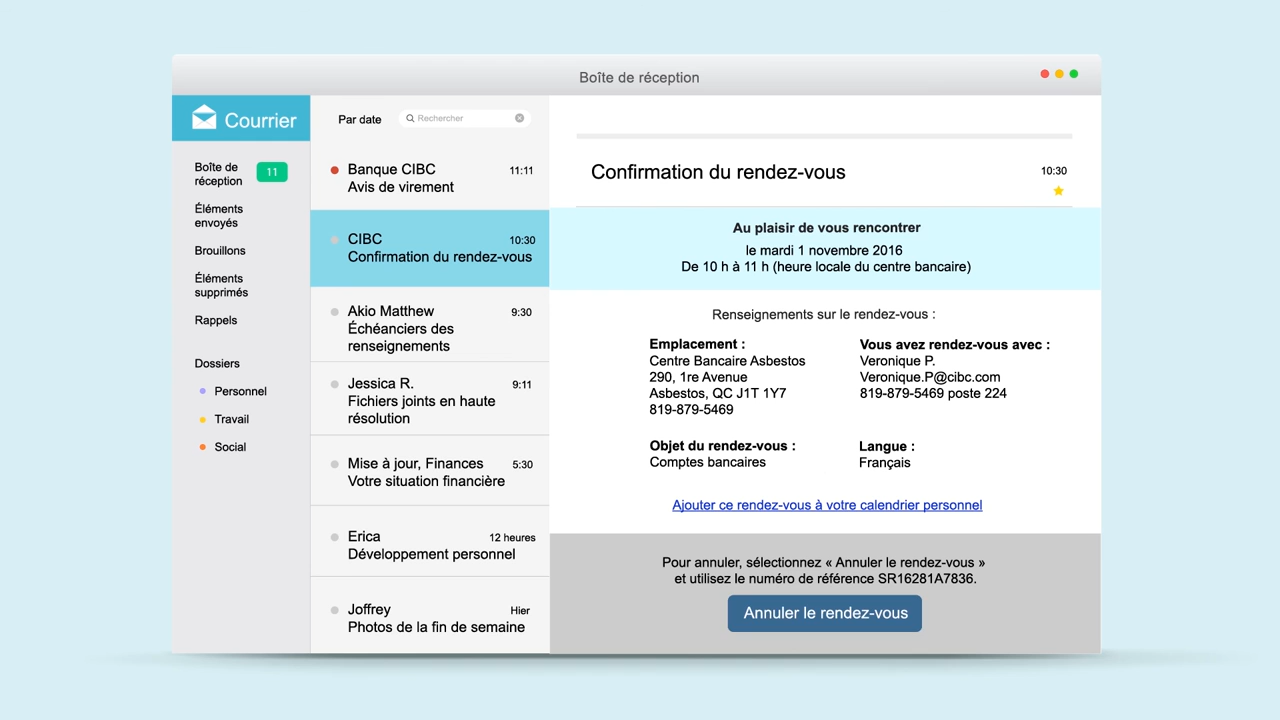 Boîte de réception
Courrier
Boîte de
réception
11
Éléments
envoyés
Brouillons
Éléments
supprimés
Rappels
Dossiers
Personnel
Travail
Social
Par date
Rechercher
Banque CIBC 11:11
Avis de virement
CIBC 10:30
Confirmation du rendez-vous
Akio Matthew 9:30
Échéanciers des
renseignements
Jessica R. 9:11
Fichiers joints en haute
résolution
Mise à jour, Finances 5:30
Votre situation financière
Erica 12 heures
Développement personnel
Joffrey Hier
Photos de la fin de semaine
Confirmation du rendez-vous 10:30
Au plaisir de vous rencontrer
le mardi 1 novembre 2016
De 10 h à 11 h (heure locale du centre bancaire)
Renseignements sur le rendez-vous :
Emplacement :
Centre Bancaire Asbestos
290, 1re Avenue
Asbestos, QC J1T 1Y7
819-879-5469
Vous avez rendez-vous avec :
Veronique P.
Veronique.P@cibc.com
819-879-5469 poste 224
Objet du rendez-vous :
Comptes bancaires
Langue :
Français
Ajouter ce rendez-vous à votre calendrier personnel
Pour annuler, sélectionnez « Annuler le rendez-vous »
et utilisez le numéro de référence SR16281A7836.
Annuler le rendez-vous